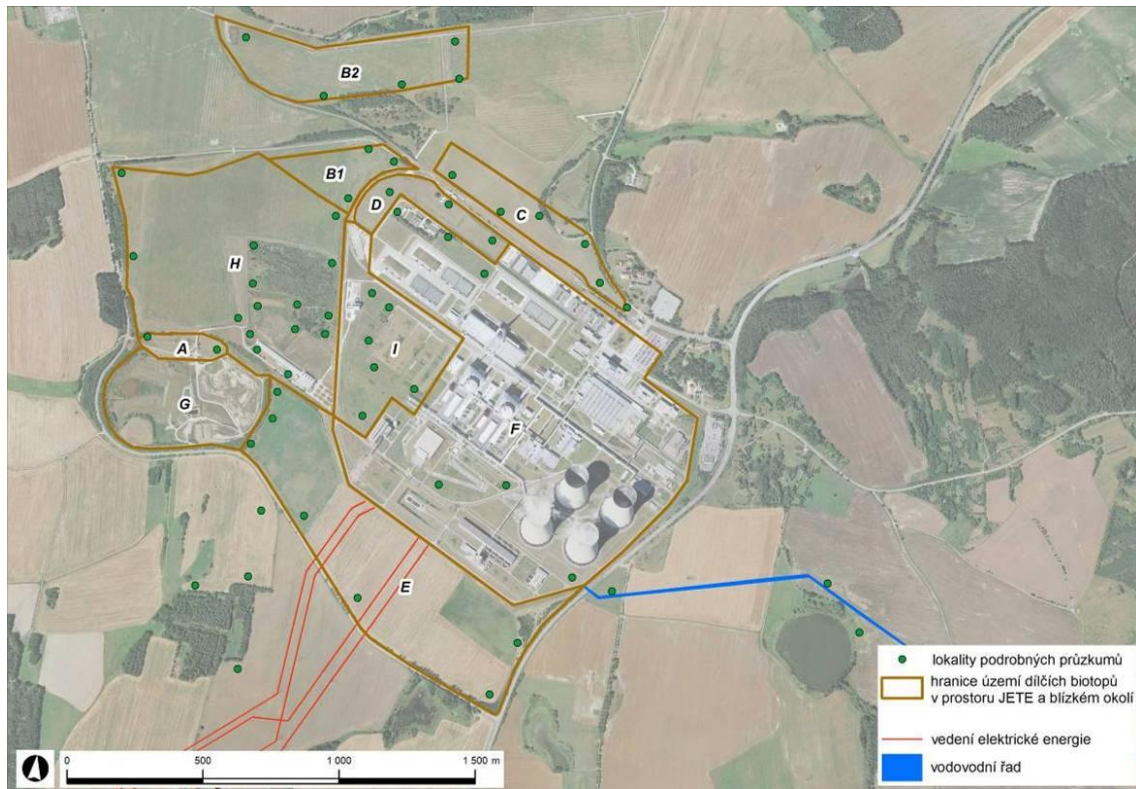 B2
B1
C
D
H
A
I
G
F
E
lokality podrobných průzkumů
hranice území dílčích biotopů
v prostoru JETE a blízkém okolí
vedení elektrické energie
vodovodní řad
0 500 1 000 1 500 m